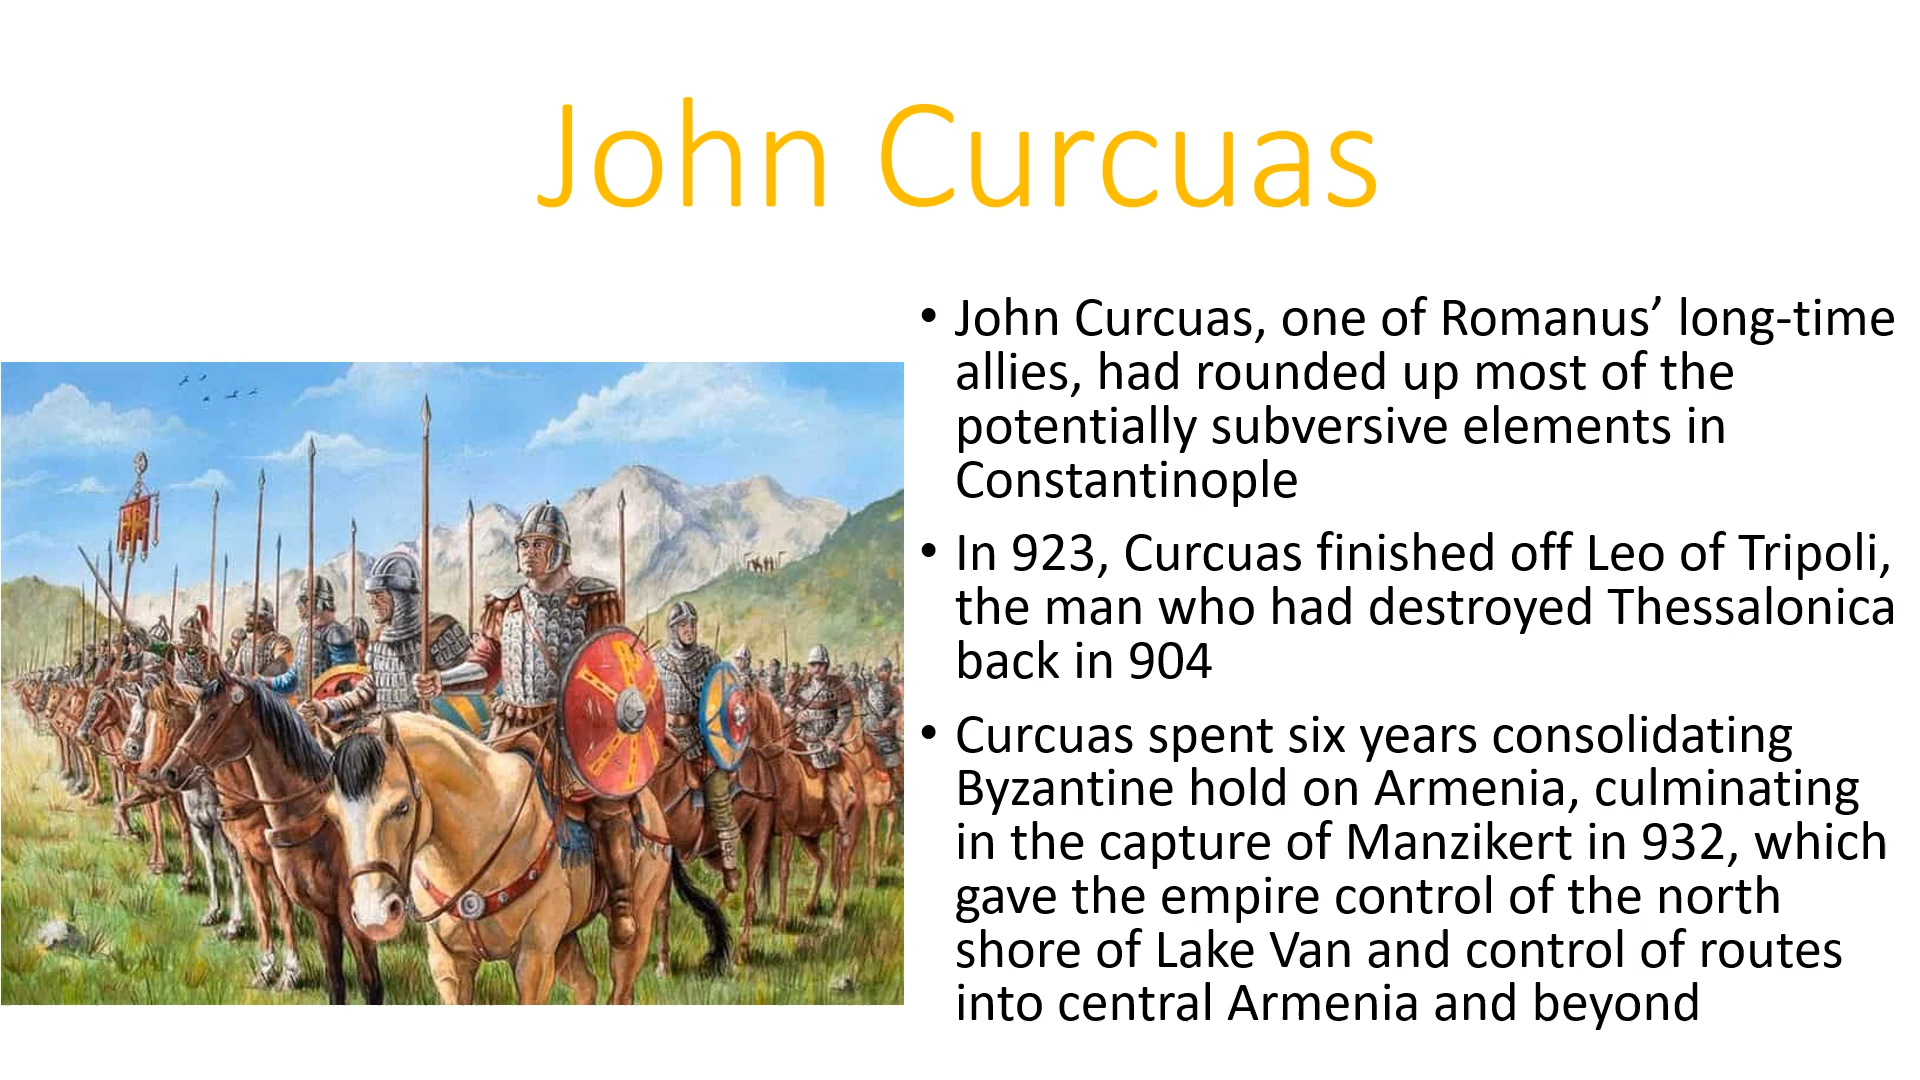 John Curcuas
• John Curcuas, one of Romanus’ long-time
allies, had rounded up most of the
potentially subversive elements in
Constantinople
• In 923, Curcuas finished off Leo of Tripoli,
the man who had destroyed Thessalonica
back in 904
• Curcuas spent six years consolidating
Byzantine hold on Armenia, culminating
in the capture of Manzikert in 932, which
gave the empire control of the north
shore of Lake Van and control of routes
into central Armenia and beyond